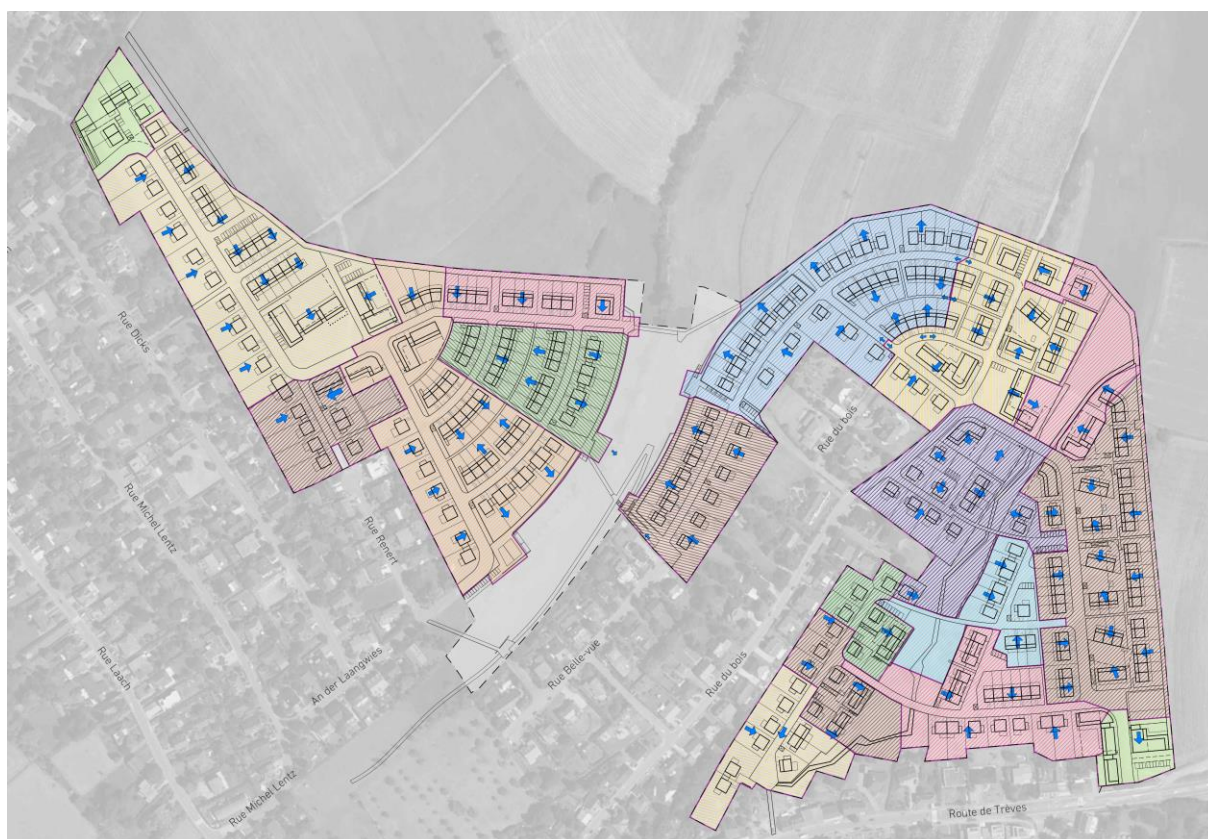 Rue Dicks
Rue Michel Lentz
Rue Renert
Rue Laach
An der Laangwies
Rue Michel Lentz
Rue Belle-vue
Rue du bois
Rue du bois
Route de Trèves